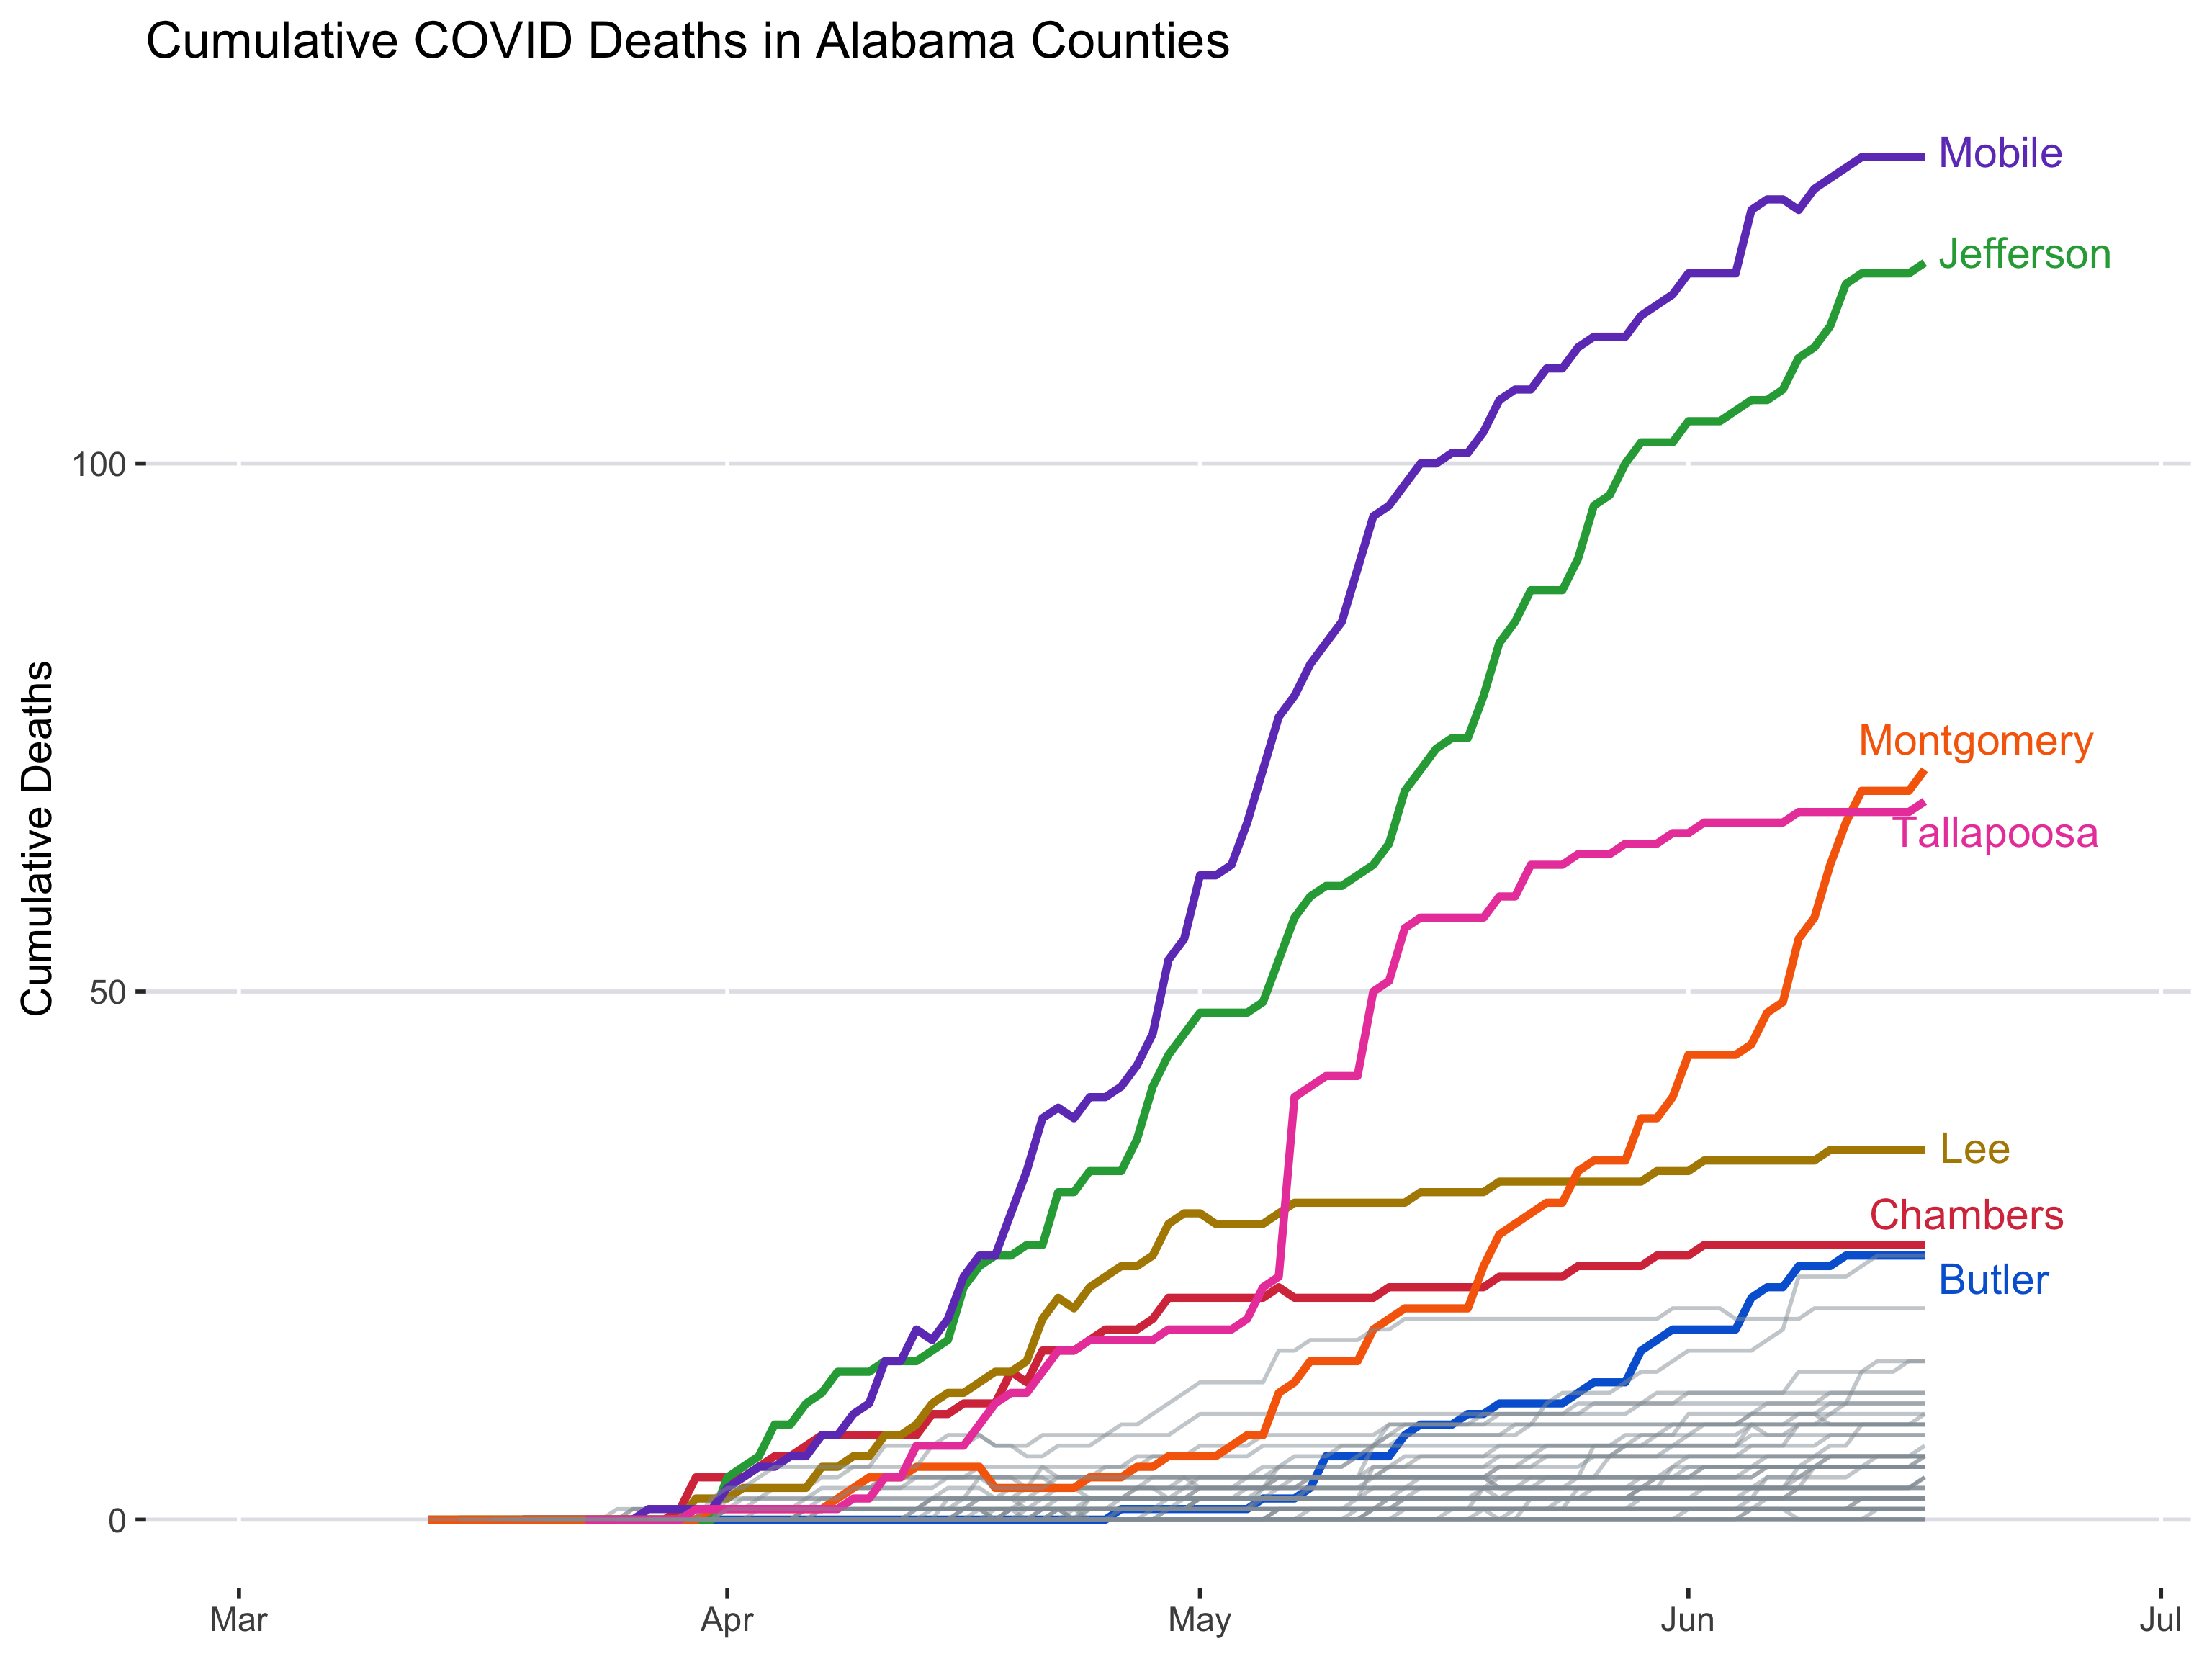 Cumulative COVID Deaths in Alabama Counties
Mobile
Jefferson
100
Montgomery
Tallapoosa
Cumulative Deaths
50
Lee
Chambers
Butler
0
Mar
Apr
May
Jun
Jul